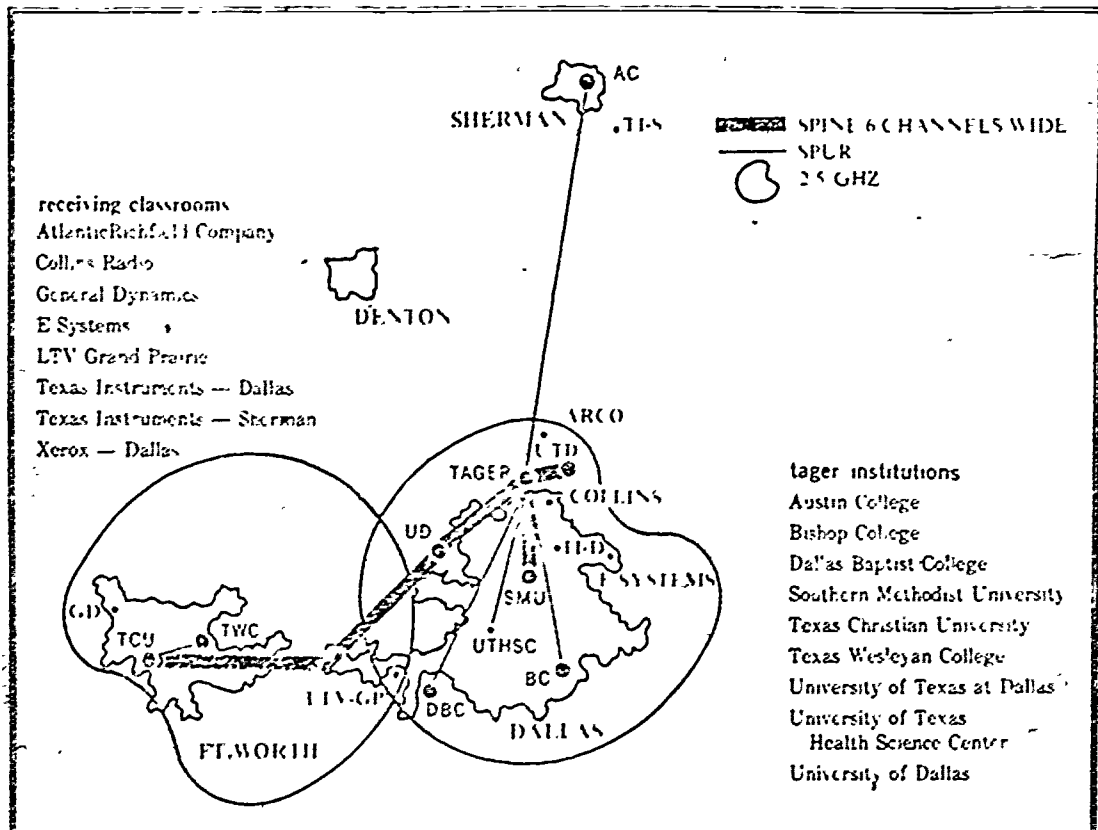 AC
SHERMAN
TI-S
SPINE 6 CHANNELS WIDE
SPUR
2.5 GHZ
receiving classrooms
Atlantic Richfield Company
Collins Radio
General Dynamics
E Systems
LTV Grand Prairie
Texas Instruments — Dallas
Texas Instruments — Sherman
Xerox — Dallas
DENTON
ARCO
UTD
TAGER
COLLINS
UD
TI-D
E SYSTEMS
SMU
GD
TCU
TWC
UTHSC
BC
LTV-GP
DBC
DALLAS
FT.WORTH
tager institutions
Austin College
Bishop College
Dallas Baptist College
Southern Methodist University
Texas Christian University
Texas Wesleyan College
University of Texas at Dallas
University of Texas
Health Science Center
University of Dallas